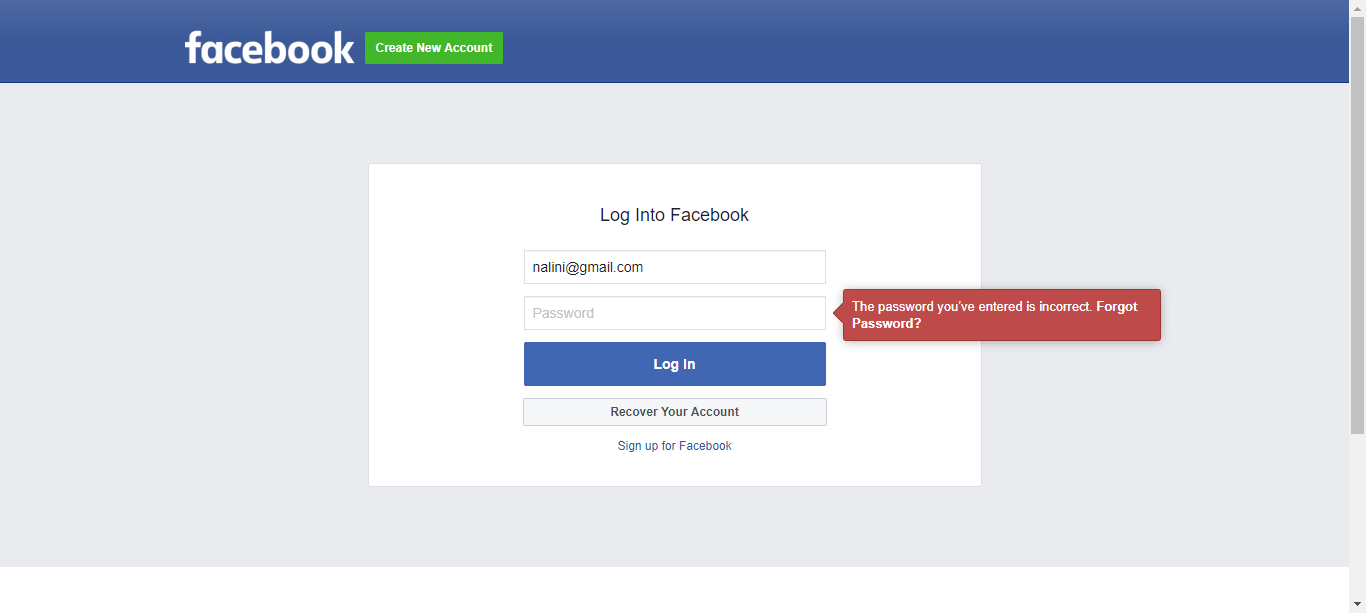 facebook
Create New Account
Log Into Facebook
nalini@gmail.com
Password
The password you've entered is incorrect. Forgot
Password?
Log In
Recover Your Account
Sign up for Facebook